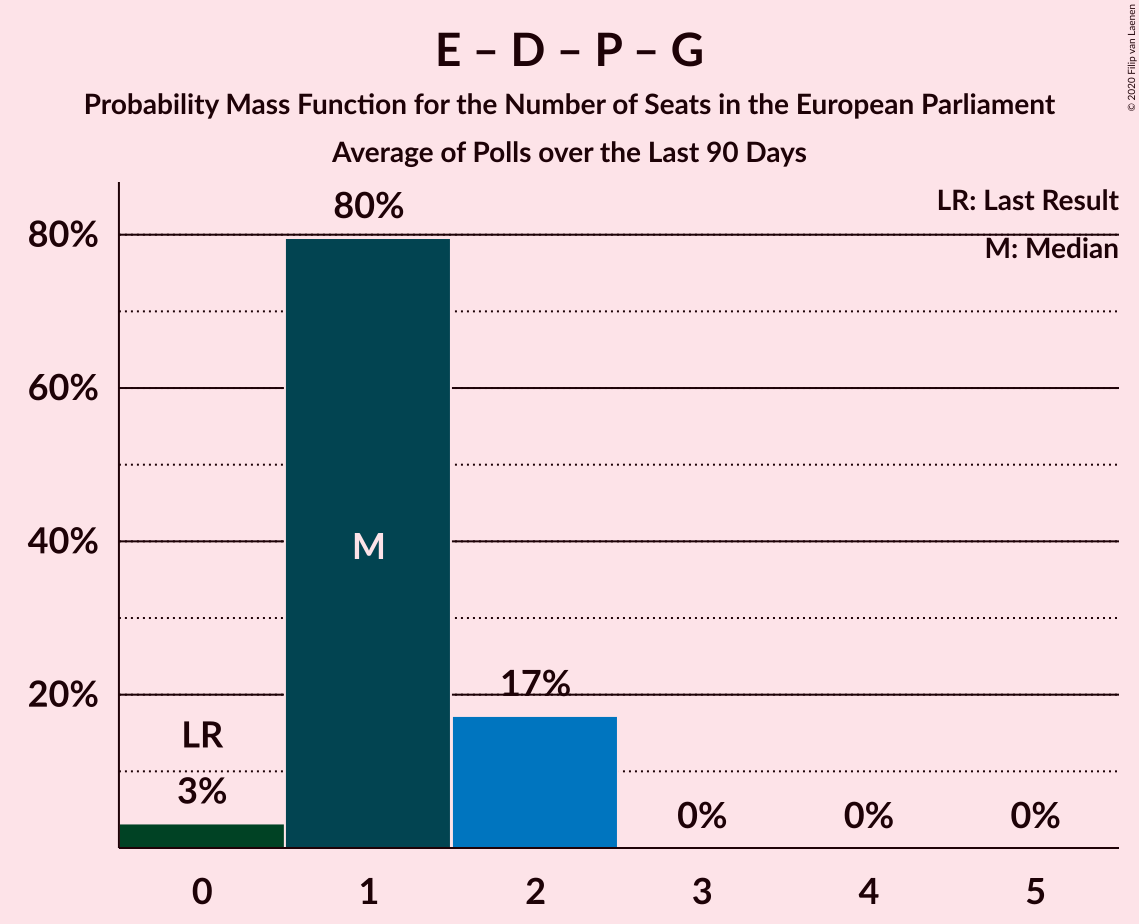 E – D – P – G
Probability Mass Function for the Number of Seats in the European Parliament
Average of Polls over the Last 90 Days
© 2020 Filip van Laenen
LR: Last Result
M: Median
80%
60%
40%
20%
80%
M
LR
3%
17%
0%
0%
0%
0
1
2
3
4
5